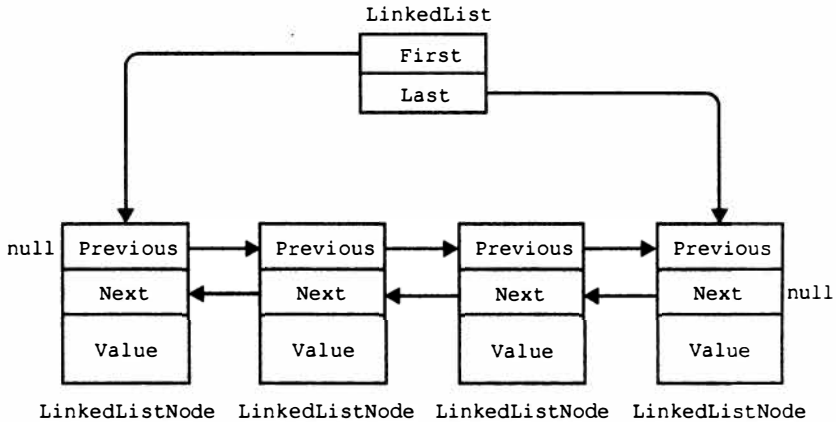 LinkedList
First
Last
null Previous Previous Previous Previous
Next Next Next Next null
Value Value Value Value
LinkedListNode LinkedListNode LinkedListNode LinkedListNode